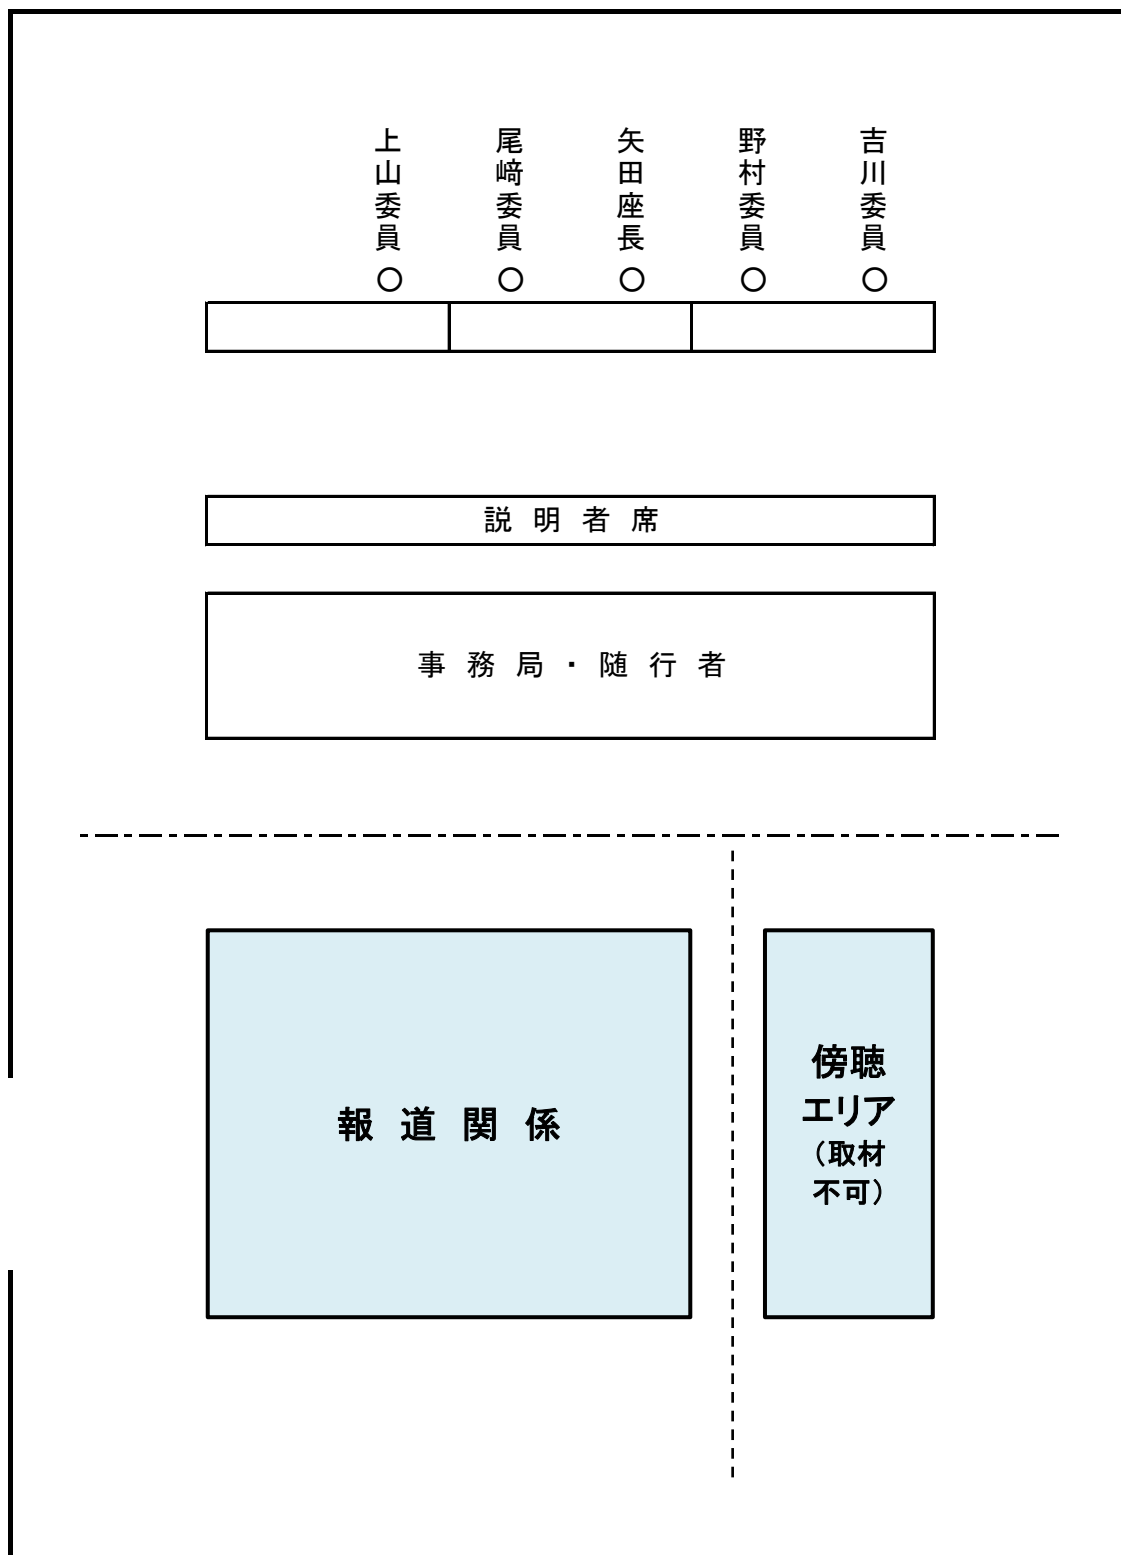 上山委員
尾﨑委員
矢田座長
野村委員
吉川委員
説明者席
事務局・随行者
報道関係
傍聴
エリア
（取材
不可）